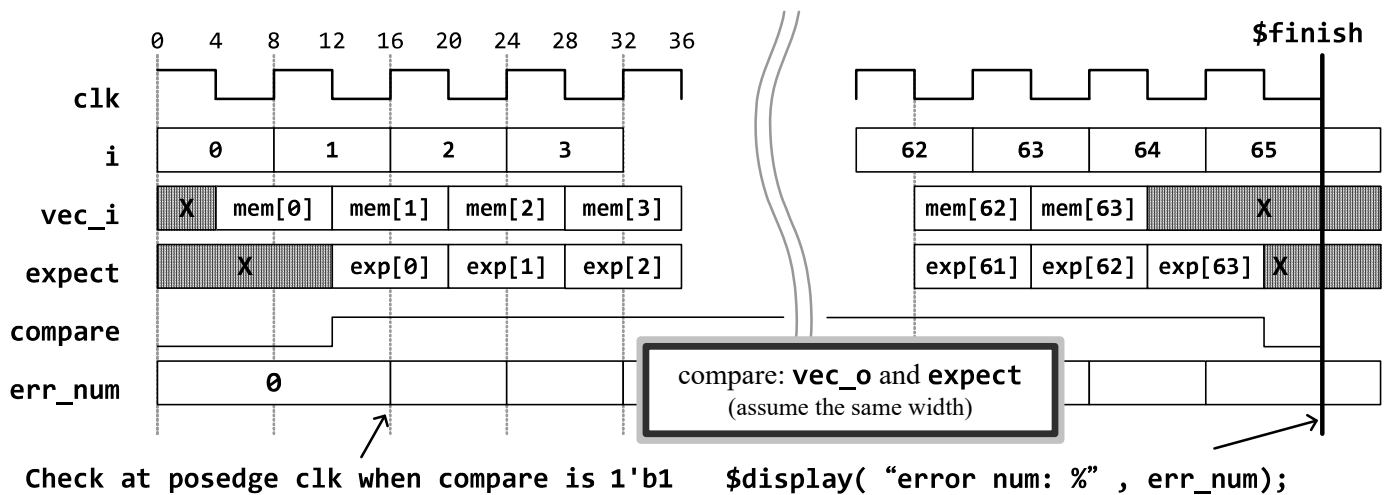 $finish
0 4 8 12 16 20 24 28 32 36
clk
i 0 1 2 3 62 63 64 65
vec_i X mem[0] mem[1] mem[2] mem[3] mem[62] mem[63] X
expect X exp[0] exp[1] exp[2] exp[61] exp[62] exp[63] X
compare
err_num 0
compare: vec_o and expect
(assume the same width)
Check at posedge clk when compare is 1'b1
$display( “error num: %” , err_num);